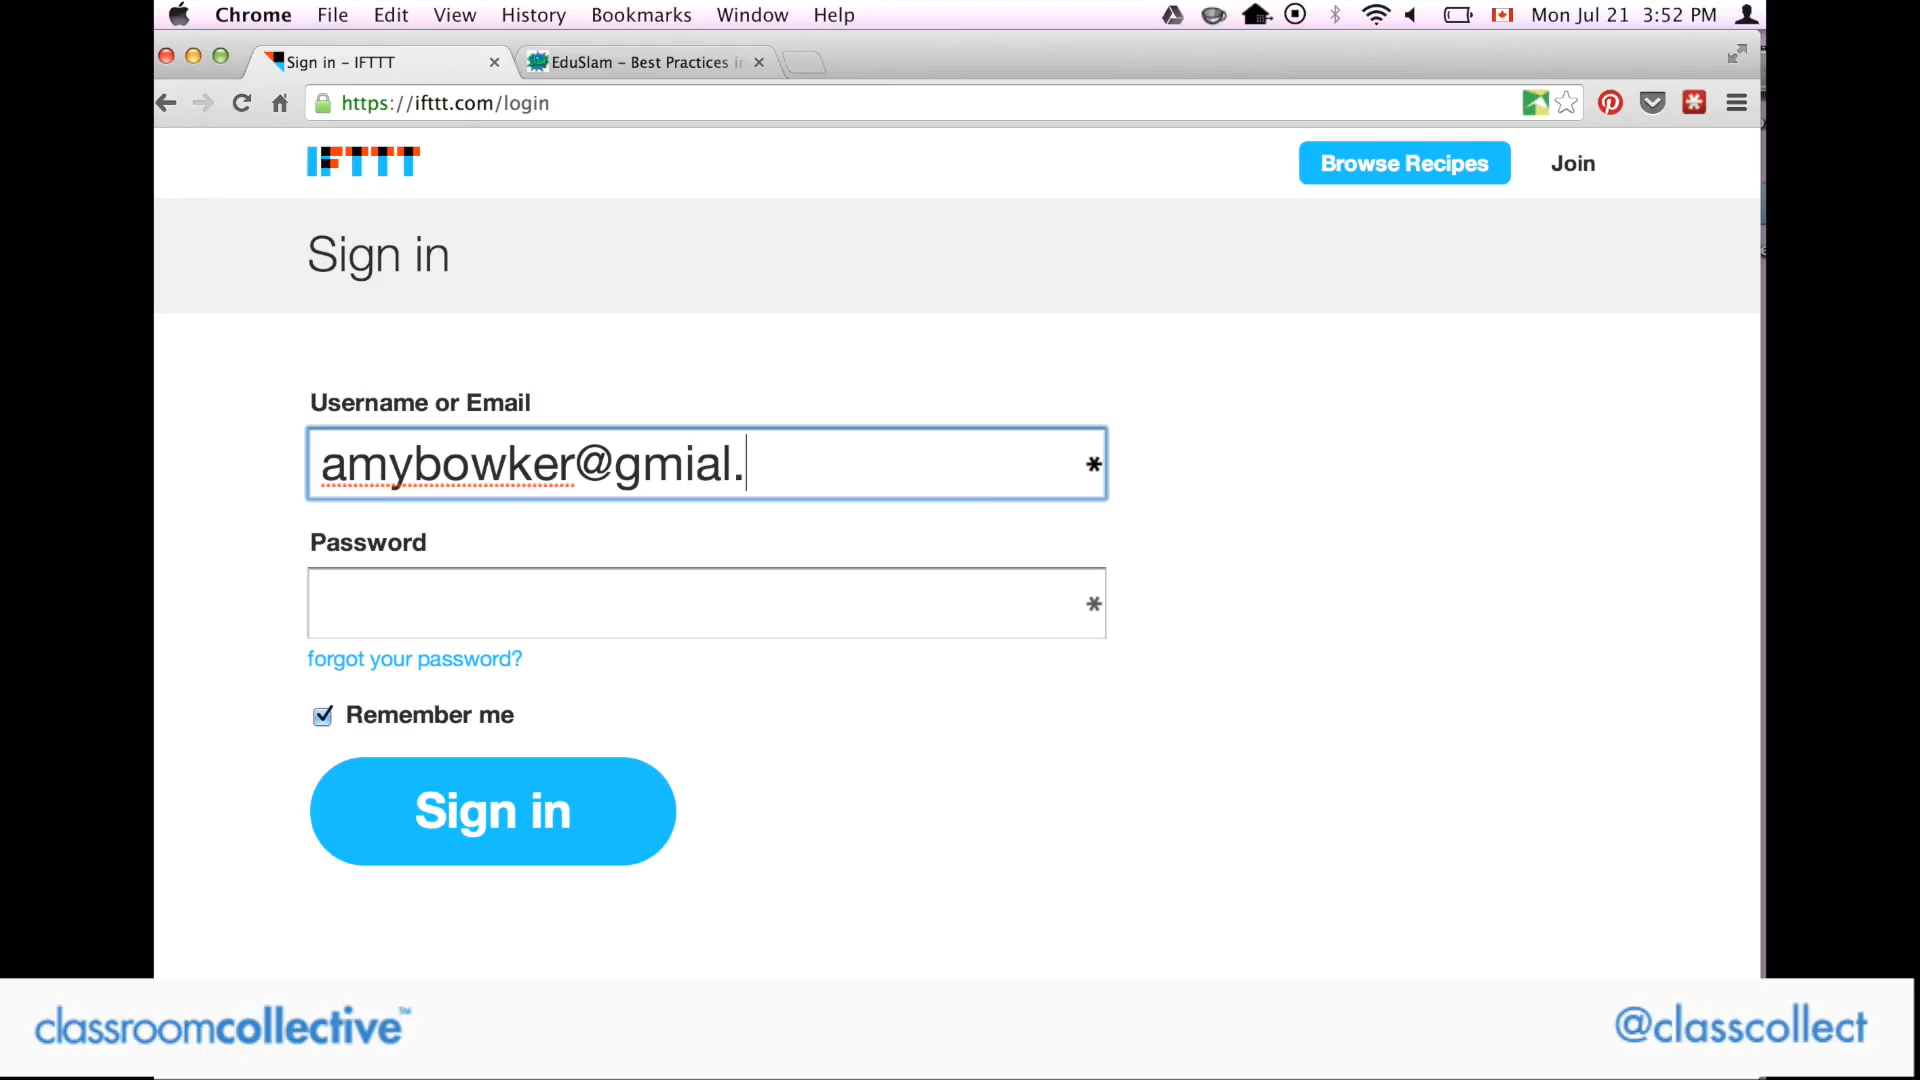 Chrome File Edit View History Bookmarks Window Help Mon Jul 21 3:52 PM
Sign in – IFTTT EduSlam – Best Practices i
https://ifttt.com/login
IFTTT Browse Recipes Join
Sign in
Username or Email
amybowker@gmial.
Password
forgot your password?
Remember me
Sign in
classroomcollective™ @classcollect